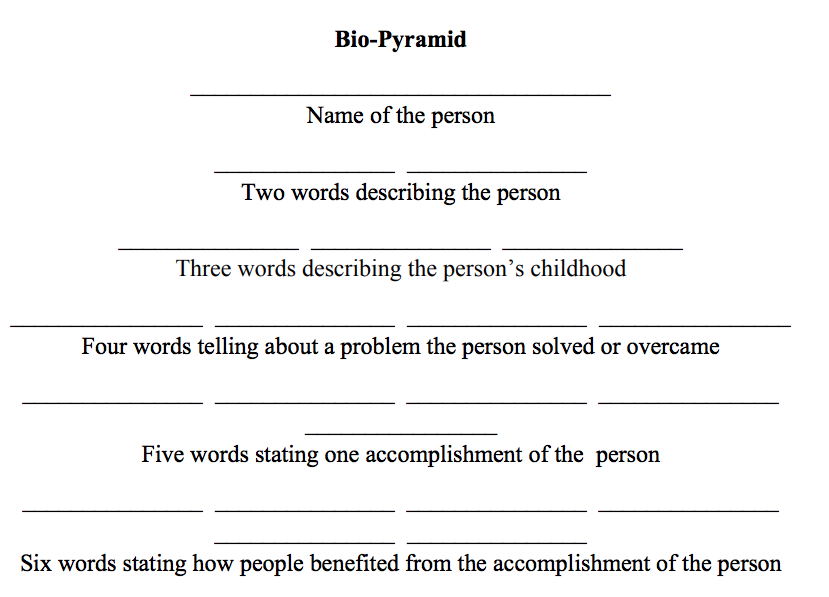 Bio-Pyramid
Name of the person
Two words describing the person
Three words describing the person’s childhood
Four words telling about a problem the person solved or overcame
Five words stating one accomplishment of the  person
Six words stating how people benefited from the accomplishment of the person